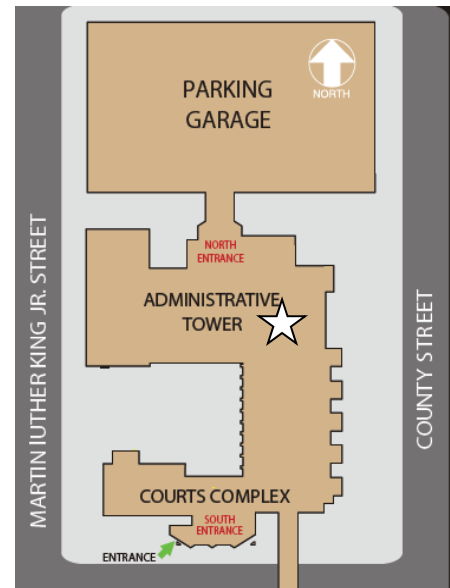 PARKING
GARAGE
NORTH
NORTH
ENTRANCE
ADMINISTRATIVE
TOWER
MARTIN LUTHER KING JR. STREET
COUNTY STREET
COURTS COMPLEX
SOUTH
ENTRANCE
ENTRANCE